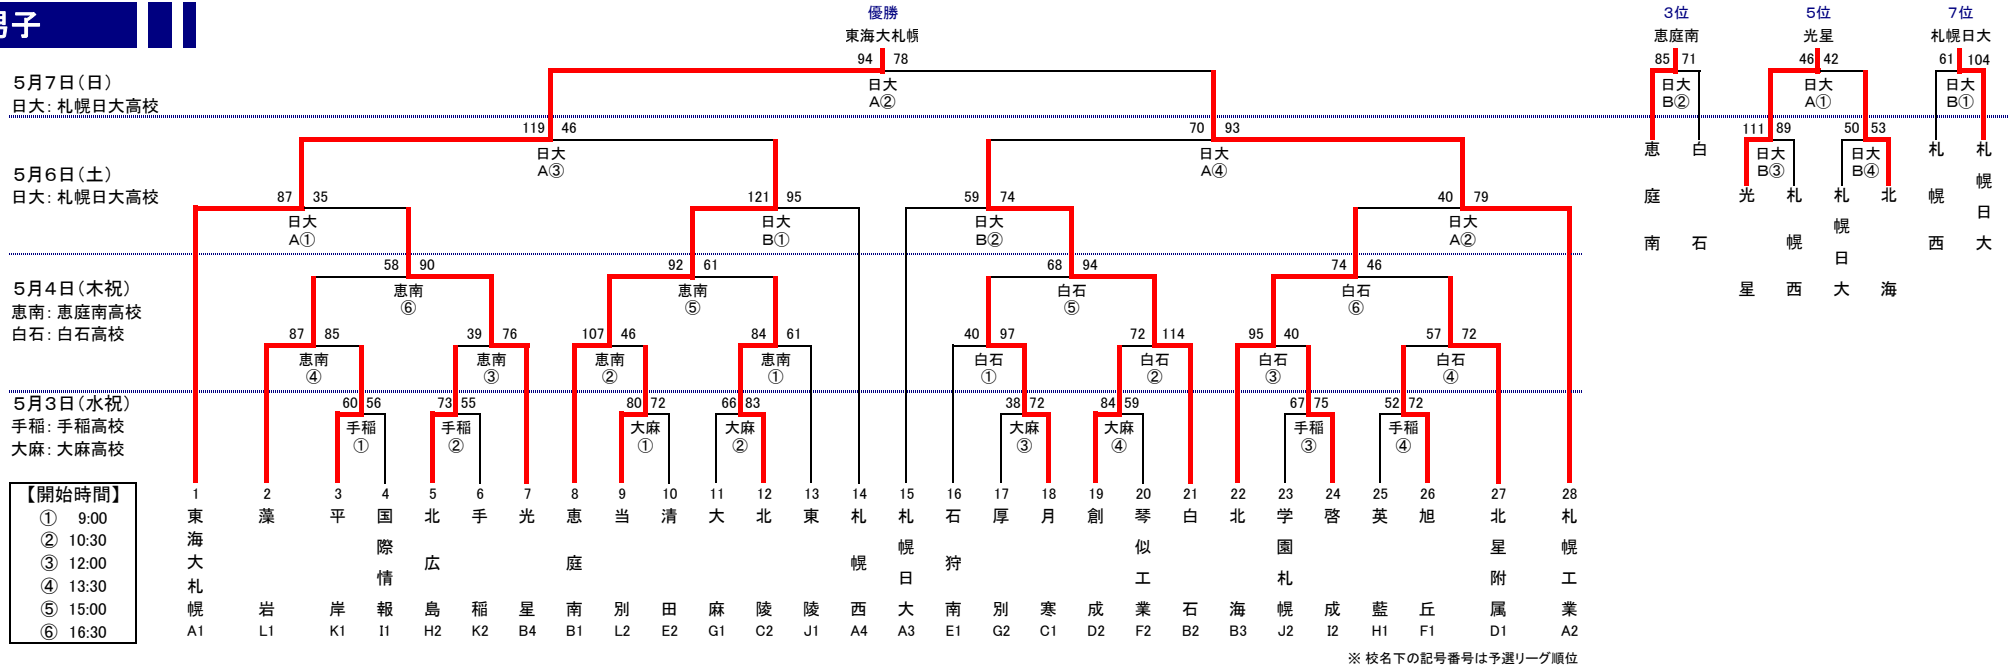 男子
優勝
東海大札幌
94 78
日大
A②
3位
恵庭南
85 71
日大
B②
5位
光星
46 42
日大
A①
7位
札幌日大
61 104
日大
B①
5月7日(日)
日大：札幌日大高校
119 46
日大
A③
70 93
日大
A④
恵庭南
白石
111 89
日大
B③
50 53
日大
B④
札幌西
札幌日大
光星
札幌西
札幌日大
北海
5月6日(土)
日大：札幌日大高校
87 35
日大
A①
121 95
日大
B①
59 74
日大
B②
40 79
日大
A②
5月4日(木祝)
恵南：恵庭南高校
白石：白石高校
58 90
恵南
⑥
92 61
恵南
⑤
68 94
白石
⑤
74 46
白石
⑥
87 85
恵南
④
39 76
恵南
③
107 46
恵南
②
84 61
恵南
①
40 97
白石
①
72 114
白石
②
95 40
白石
③
57 72
白石
④
5月3日(水祝)
手稲：手稲高校
大麻：大麻高校
60 56
手稲
①
73 55
手稲
②
80 72
大麻
①
66 83
大麻
②
38 72
大麻
③
84 59
大麻
④
67 75
手稲
③
52 72
手稲
④
【開始時間】
① 9:00
② 10:30
③ 12:00
④ 13:30
⑤ 15:00
⑥ 16:30
1 東海大札幌 A1
2 藻岩 L1
3 平岸 K1
4 国際情報 I1
5 北広島 H2
6 手稲 K2
7 光星 B4
8 恵庭南 B1
9 当別 L2
10 清田 E2
11 大麻 G1
12 北陵 C2
13 東陵 J1
14 札幌西 A4
15 札幌日大 A3
16 石狩南 E1
17 厚別 G2
18 月寒 C1
19 創成 D2
20 琴似工業 F2
21 白石 B2
22 北海 B3
23 学園札幌 J2
24 啓成 I2
25 英藍 H1
26 旭丘 F1
27 北星附属 D1
28 札幌工業 A2
※ 校名下の記号番号は予選リーグ順位